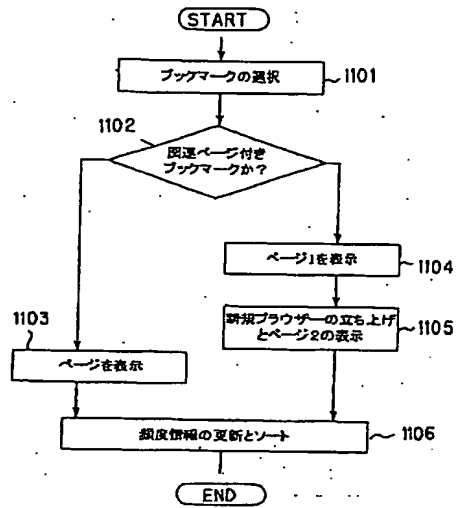 START
ブックマークの選択
1101
1102
関連ページ付き
ブックマークか?
ページ1を表示
1104
新規ブラウザーの立ち上げ
とページ2の表示
1105
1103
ページを表示
頻度情報の更新とソート
1106
END